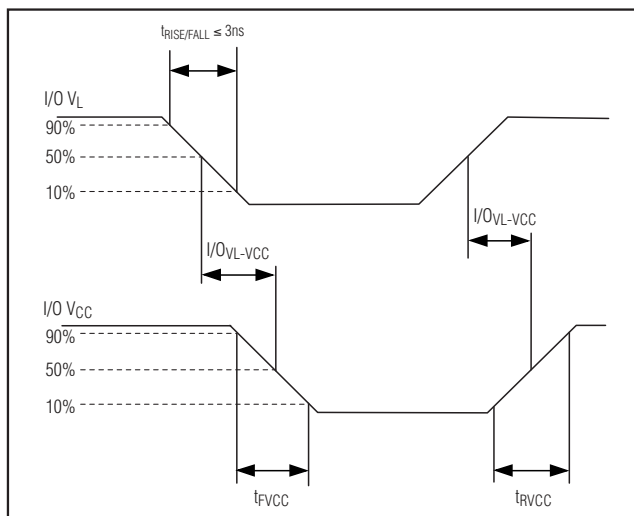 tRISE/FALL ≤ 3ns
I/O VL
90%
50%
10%
I/OVL-VCC
I/OVL-VCC
I/O VCC
90%
50%
10%
tFVCC
tRVCC